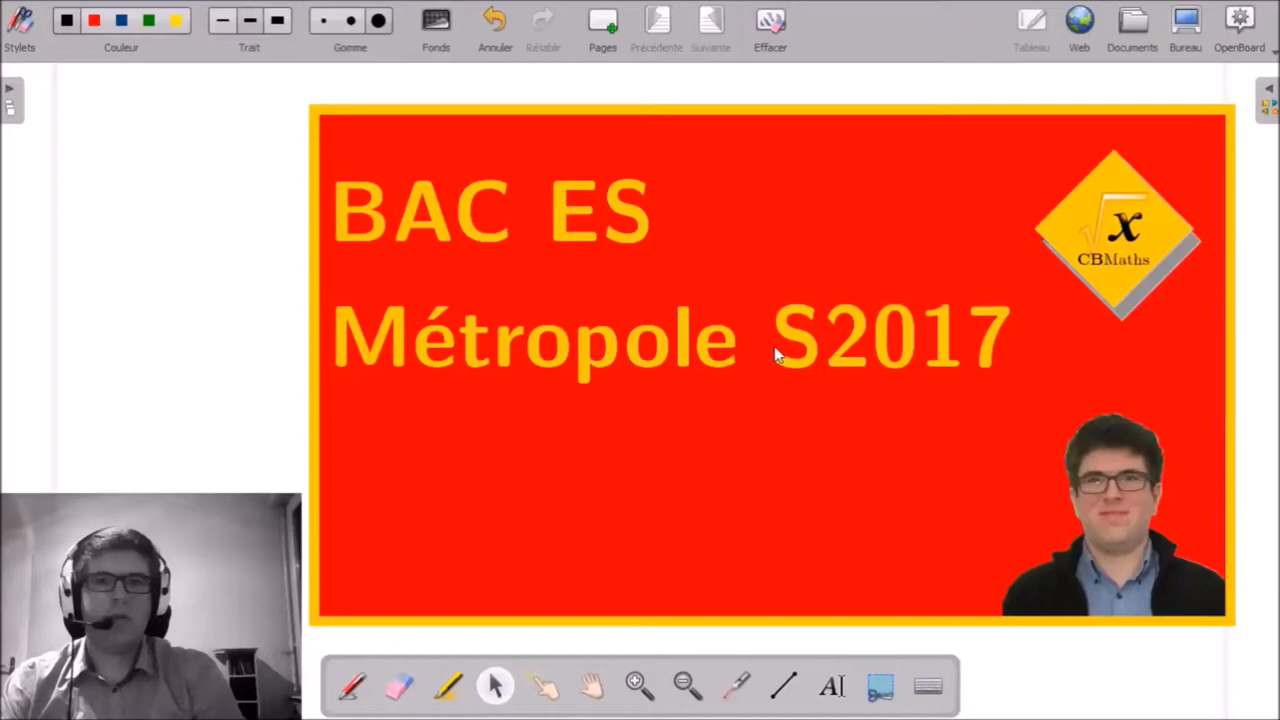 Stylets
Couleur
Trait
Gomme
Fonds
Annuler
Rétablir
Pages
Précédente
Suivante
Effacer
Tableau
Web
Documents
Bureau
OpenBoard
BAC ES
Métropole S2017
√x
CBMaths
AI